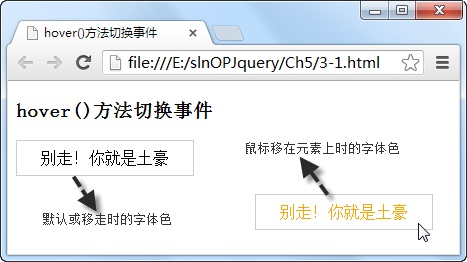 hover()方法切换事件
file:///E:/slnOPJquery/Ch5/3-1.html
hover()方法切换事件
别走！你就是土豪
鼠标移在元素上时的字体色
默认或移走时的字体色
别走！你就是土豪